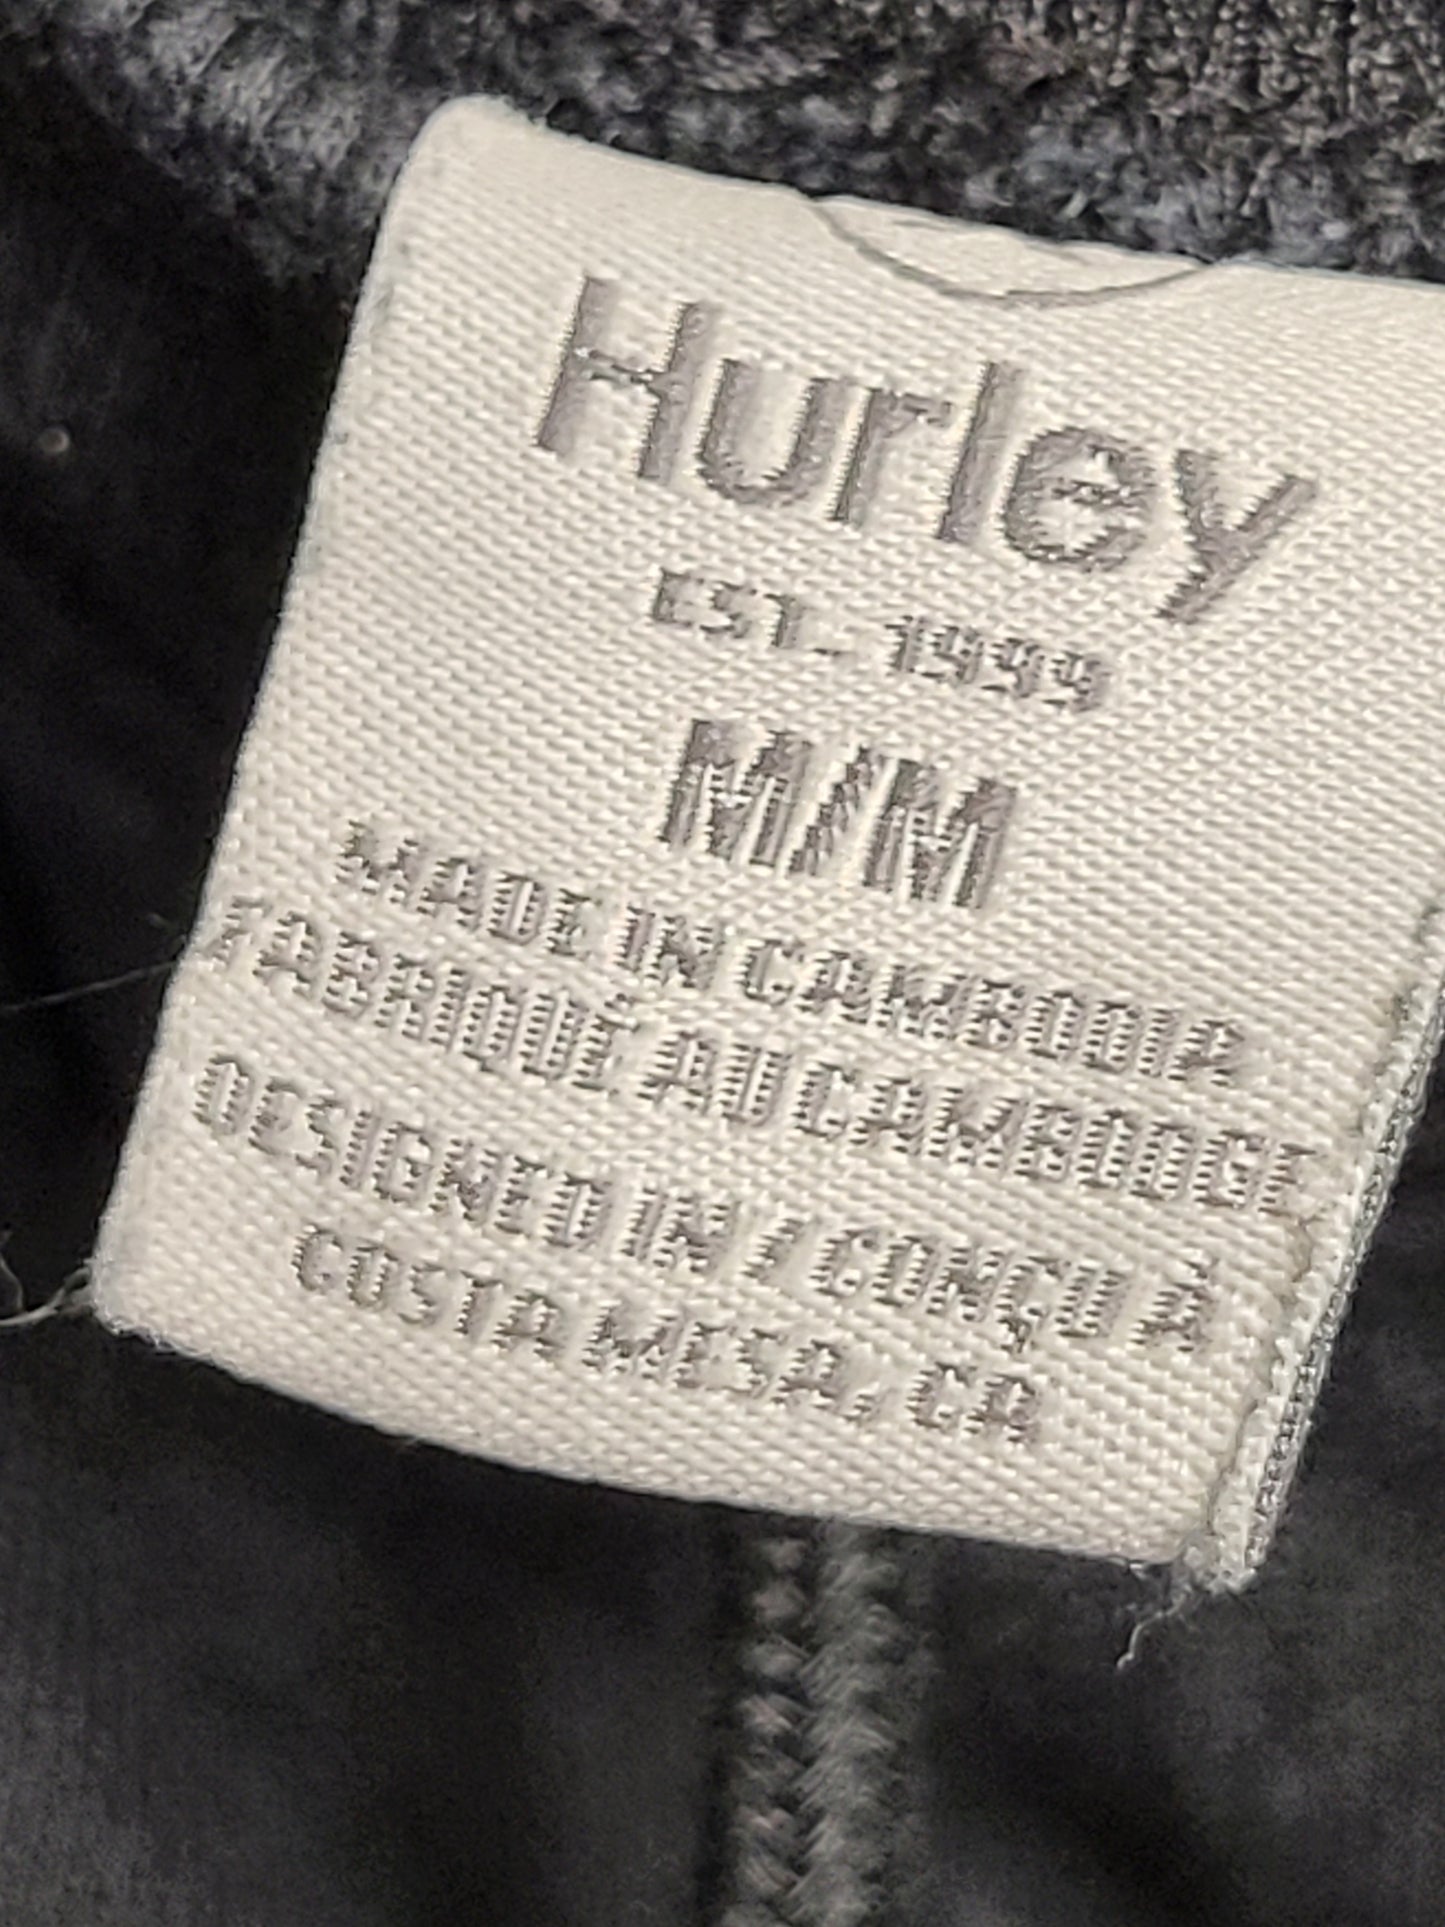 Hurley
EST. 1999
M/M
MADE IN CAMBODIA
FABRIQUÉ AU CAMBODGE
DESIGNED IN / CONÇU À
COSTA MESA, CA